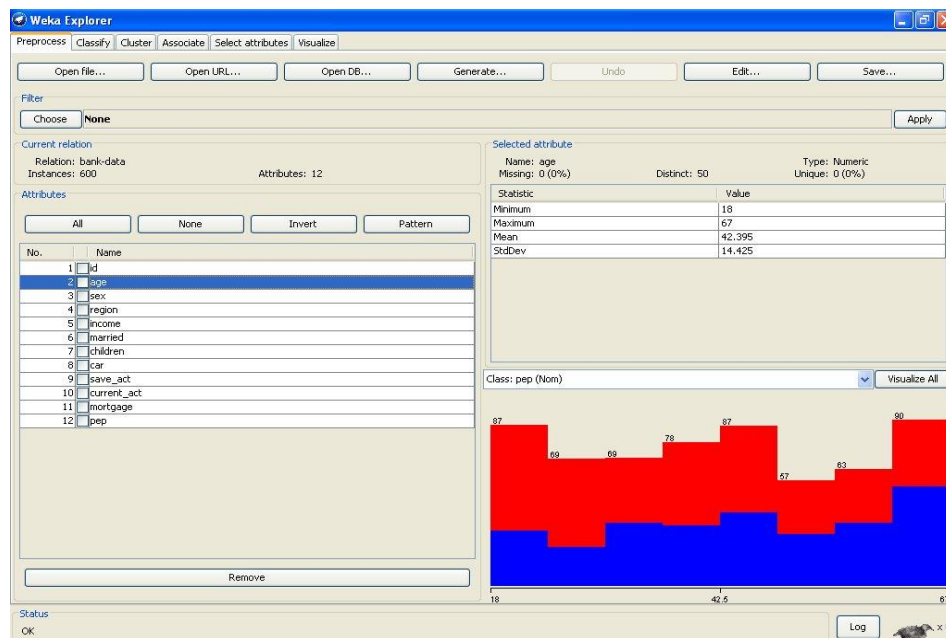 Weka Explorer
Preprocess Classify Cluster Associate Select attributes Visualize
Open file... Open URL... Open DB... Generate... Undo Edit... Save...
Filter
Choose None Apply
Current relation
Relation: bank-data
Instances: 600 Attributes: 12
Attributes
All None Invert Pattern
No. Name
1 id
2 age
3 sex
4 region
5 income
6 married
7 children
8 car
9 save_act
10 current_act
11 mortgage
12 pep
Remove
Selected attribute
Name: age Type: Numeric
Missing: 0 (0%) Distinct: 50 Unique: 0 (0%)
Statistic Value
Minimum 18
Maximum 67
Mean 42.395
StdDev 14.425
Class: pep (Nom) Visualize All
87 69 69 78 87 57 63 90
18 42.5
Status
OK
Log x